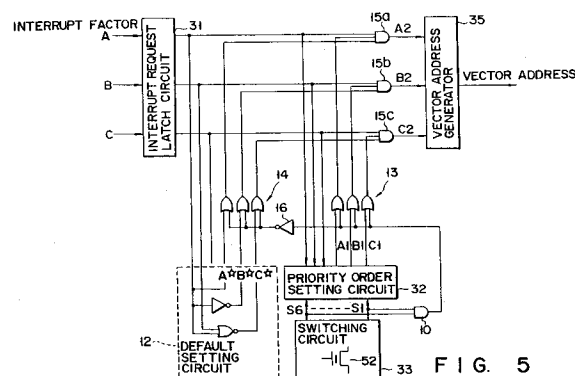 INTERRUPT FACTOR
A
B
C
31
INTERRUPT REQUEST
LATCH CIRCUIT
15a
A2
15b
B2
15C
C2
35
VECTOR ADDRESS
GENERATOR
VECTOR ADDRESS
14
16
13
A1 B1 C1
A☆B☆C☆
PRIORITY ORDER
SETTING CIRCUIT
32
S6
S1
10
12
DEFAULT
SETTING
CIRCUIT
SWITCHING
CIRCUIT
52
33
FIG. 5